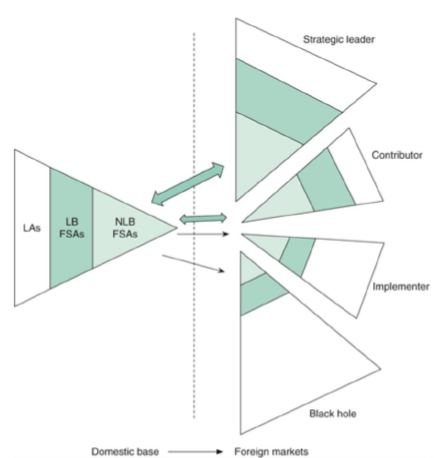 Strategic leader
Contributor
LAs
LB
FSAs
NLB
FSAs
Implementer
Black hole
Domestic base
Foreign markets